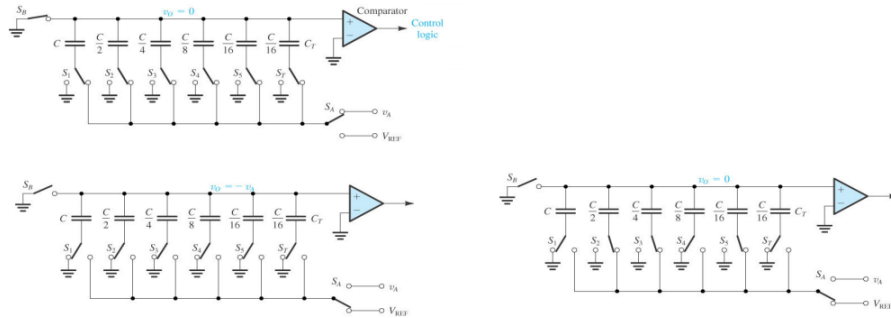 S_B
v_O = 0
Comparator
+
−
Control
logic
C
C/2
C/4
C/8
C/16
C/16
C_T
S_1
S_2
S_3
S_4
S_5
S_T
S_A
v_A
V_REF
S_B
v_O = − v_A
+
−
C
C/2
C/4
C/8
C/16
C/16
C_T
S_1
S_2
S_3
S_4
S_5
S_T
S_A
v_A
V_REF
S_B
v_O = 0
+
−
C
C/2
C/4
C/8
C/16
C/16
C_T
S_1
S_2
S_3
S_4
S_5
S_T
S_A
v_A
V_REF